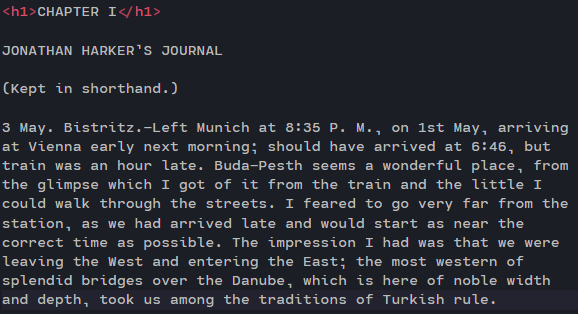 <h1>CHAPTER I</h1>
JONATHAN HARKER'S JOURNAL
(Kept in shorthand.)
3 May. Bistritz.—Left Munich at 8:35 P. M., on 1st May, arriving
at Vienna early next morning; should have arrived at 6:46, but
train was an hour late. Buda-Pesth seems a wonderful place, from
the glimpse which I got of it from the train and the little I
could walk through the streets. I feared to go very far from the
station, as we had arrived late and would start as near the
correct time as possible. The impression I had was that we were
leaving the West and entering the East; the most western of
splendid bridges over the Danube, which is here of noble width
and depth, took us among the traditions of Turkish rule.